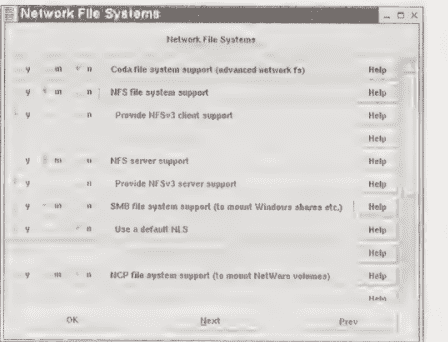 Network File Systems
Network File Systems
y m n Coda file system support (advanced network fs) Help
y m n NFS file system support Help
y n Provide NFSv3 client support Help
Help
y m n NFS server support Help
y n Provide NFSv3 server support Help
y m n SMB file system support (to mount Windows shares etc.) Help
y n Use a default NLS Help
Help
y m n NCP file system support (to mount NetWare volumes) Help
Help
OK Next Prev